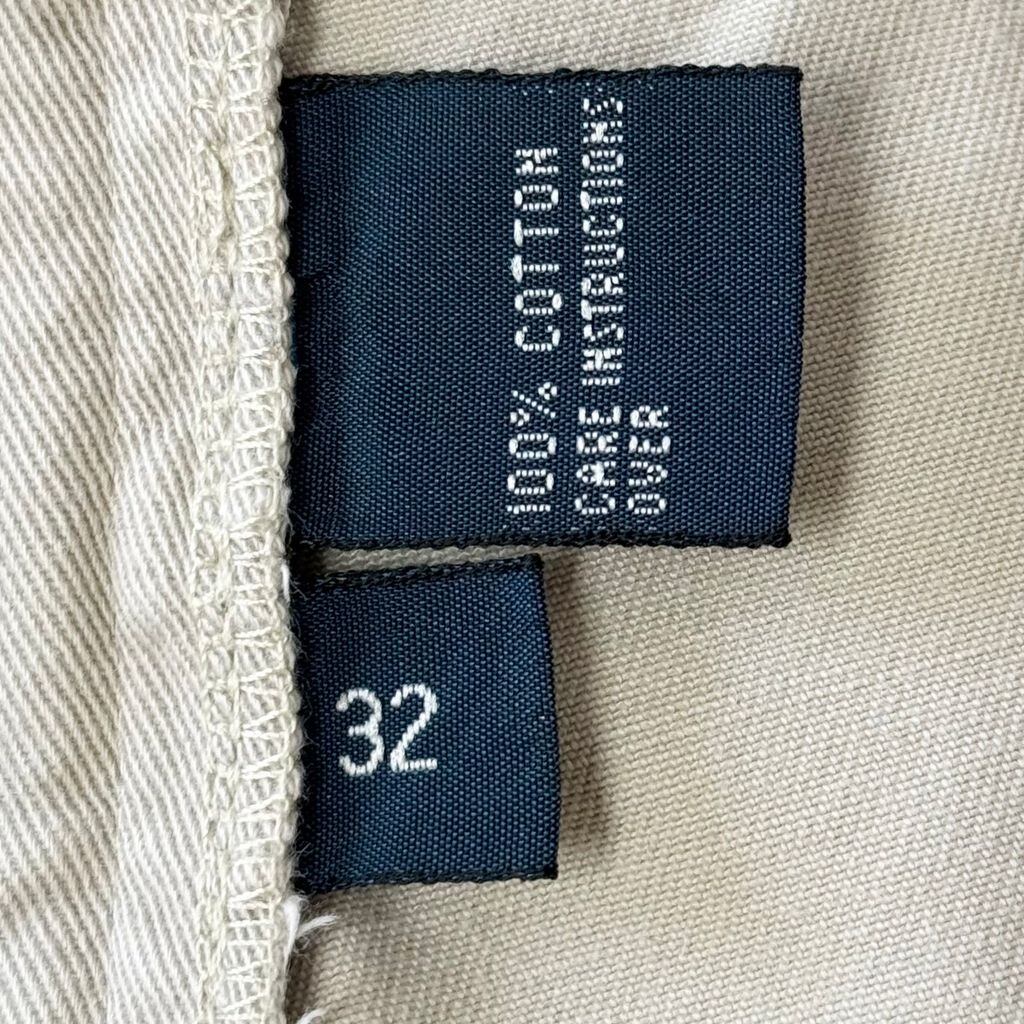 100% COTTON
CARE INSTRUCTIONS
OVER
32